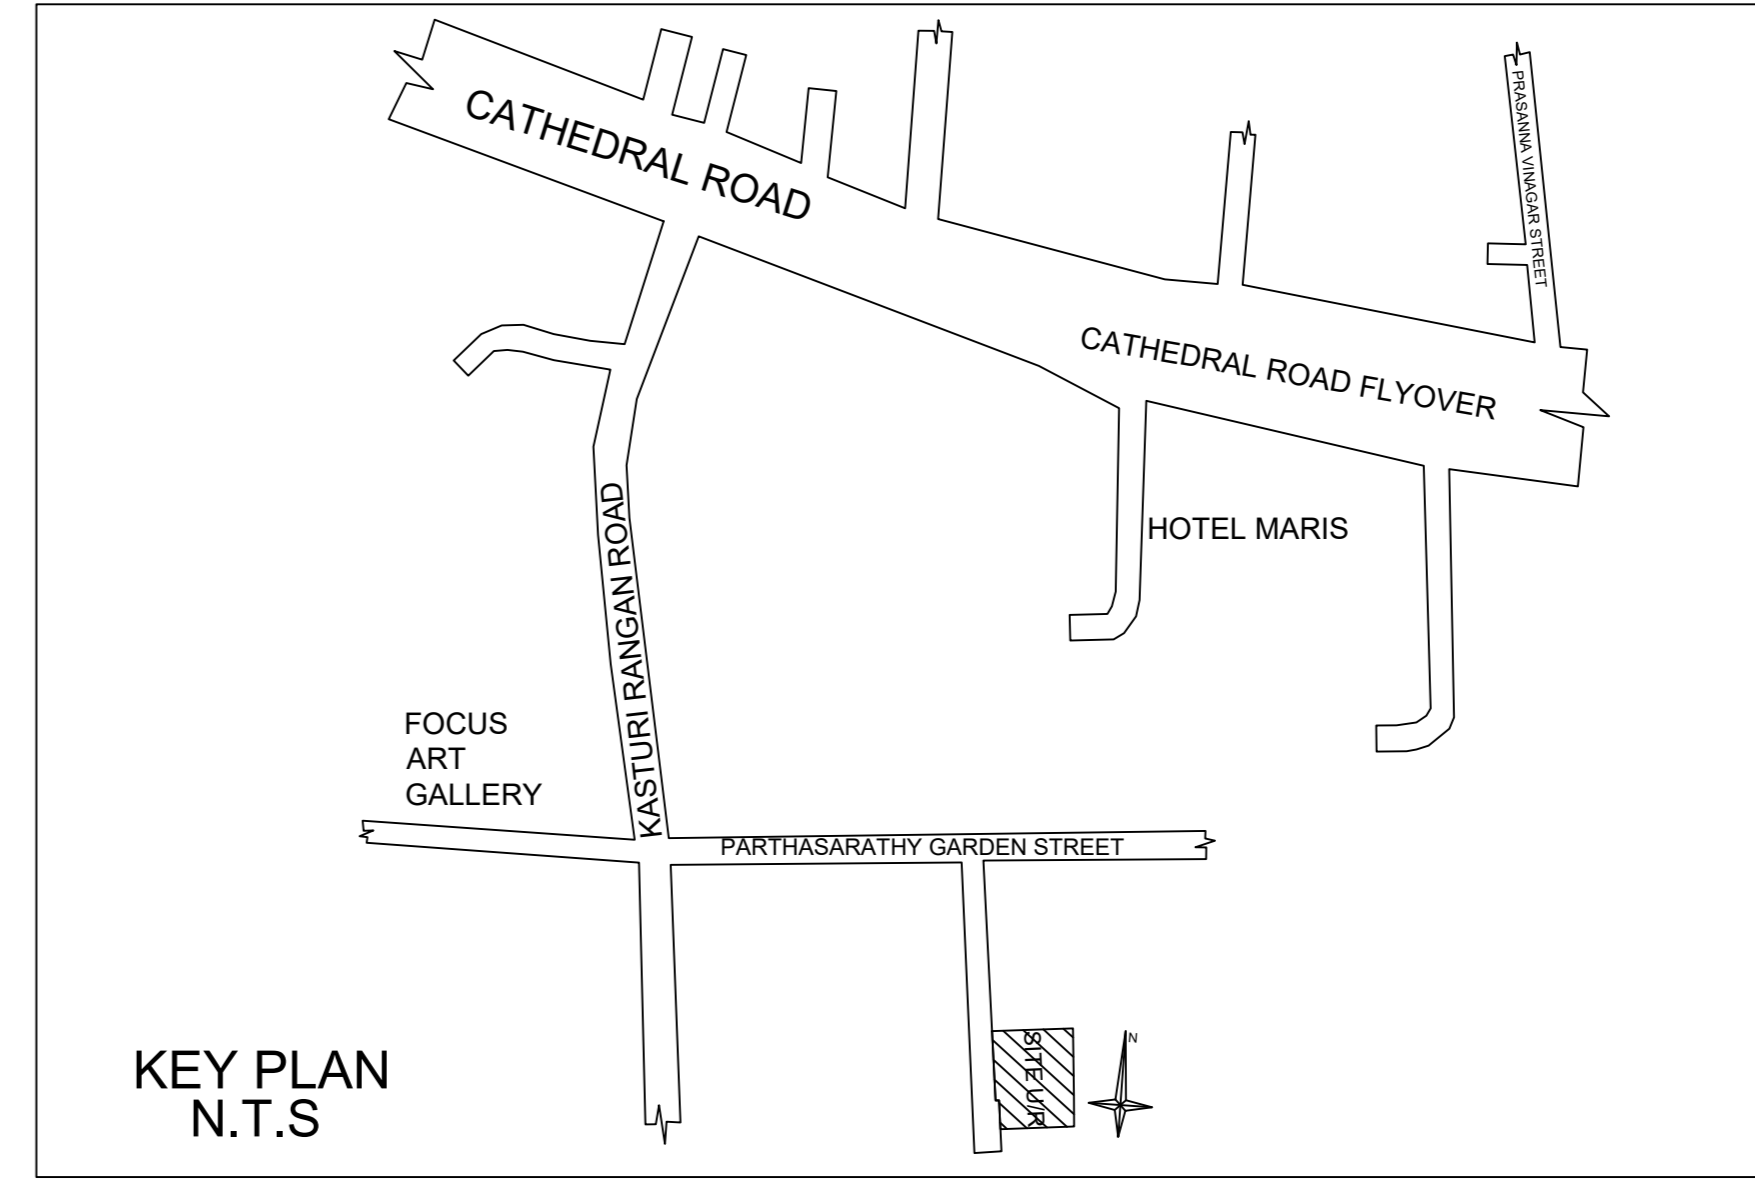 CATHEDRAL ROAD
PRASANNA VINAGAR STREET
CATHEDRAL ROAD FLYOVER
HOTEL MARIS
KASTURI RANGAN ROAD
FOCUS
ART
GALLERY
PARTHASARATHY GARDEN STREET
SITE U/R
N
KEY PLAN
N.T.S